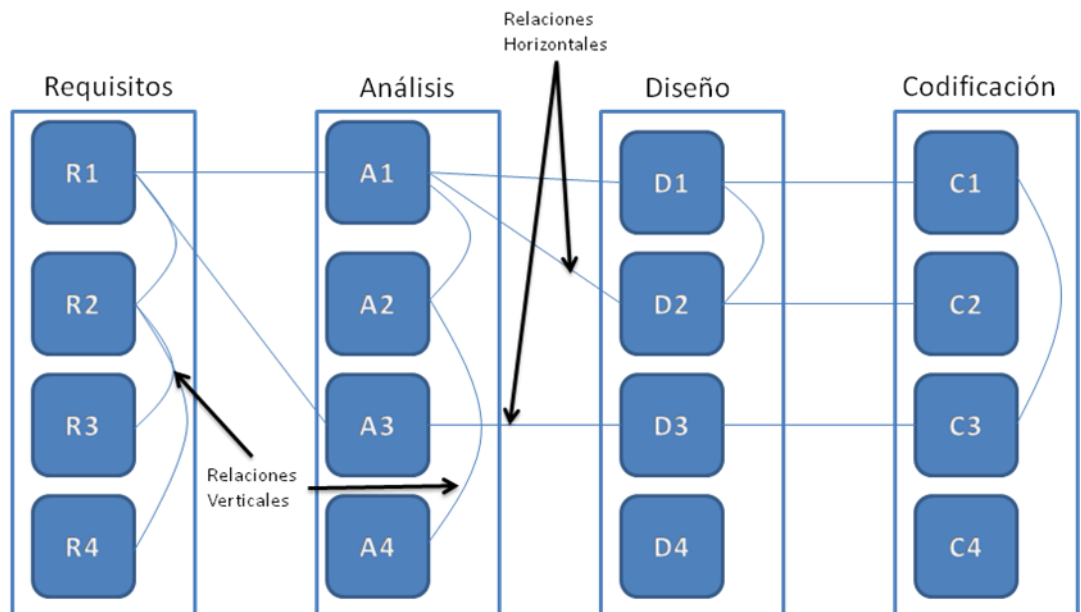 Relaciones
Horizontales
Requisitos
Análisis
Diseño
Codificación
R1
A1
D1
C1
R2
A2
D2
C2
R3
A3
D3
C3
Relaciones
Verticales
R4
A4
D4
C4